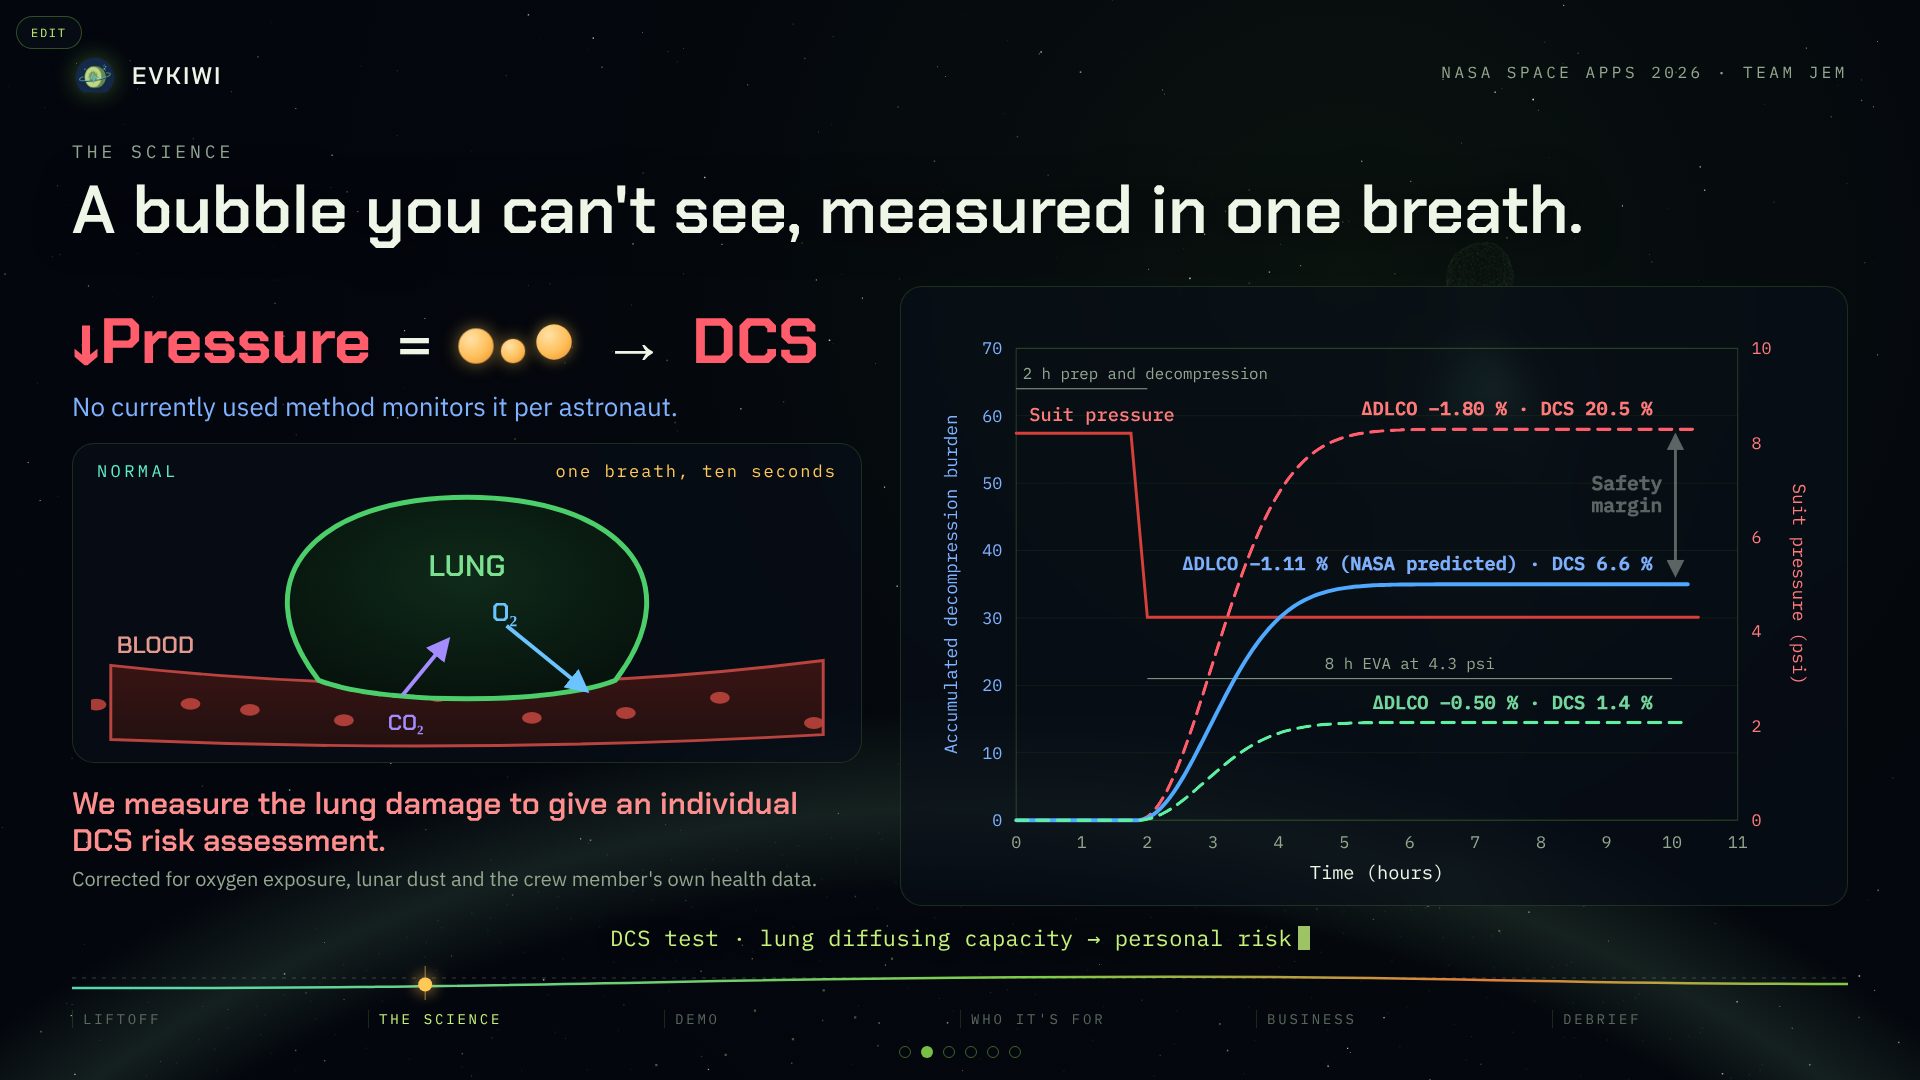 EDIT
EVKIWI
NASA SPACE APPS 2026 · TEAM JEM
THE SCIENCE
A bubble you can't see, measured in one breath.
↓Pressure = → DCS
No currently used method monitors it per astronaut.
NORMAL
one breath, ten seconds
LUNG
O₂
BLOOD
CO₂
We measure the lung damage to give an individual
DCS risk assessment.
Corrected for oxygen exposure, lunar dust and the crew member's own health data.
70
60
50
40
30
20
10
0
Accumulated decompression burden
2 h prep and decompression
Suit pressure
ΔDLCO −1.80 % · DCS 20.5 %
Safety
margin
ΔDLCO −1.11 % (NASA predicted) · DCS 6.6 %
8 h EVA at 4.3 psi
ΔDLCO −0.50 % · DCS 1.4 %
10
8
6
4
2
0
Suit pressure (psi)
0 1 2 3 4 5 6 7 8 9 10 11
Time (hours)
DCS test · lung diffusing capacity → personal risk
LIFTOFF
THE SCIENCE
DEMO
WHO IT'S FOR
BUSINESS
DEBRIEF